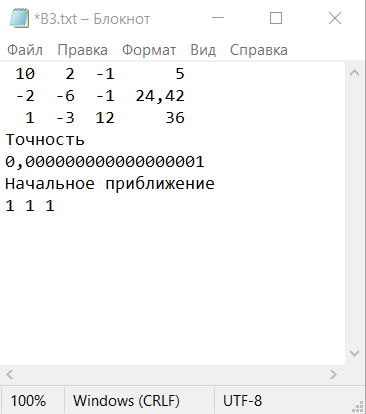 *В3.txt – Блокнот
Файл Правка Формат Вид Справка
10 2 -1 5
-2 -6 -1 24,42
1 -3 12 36
Точность
0,000000000000000001
Начальное приближение
1 1 1
100% Windows (CRLF) UTF-8